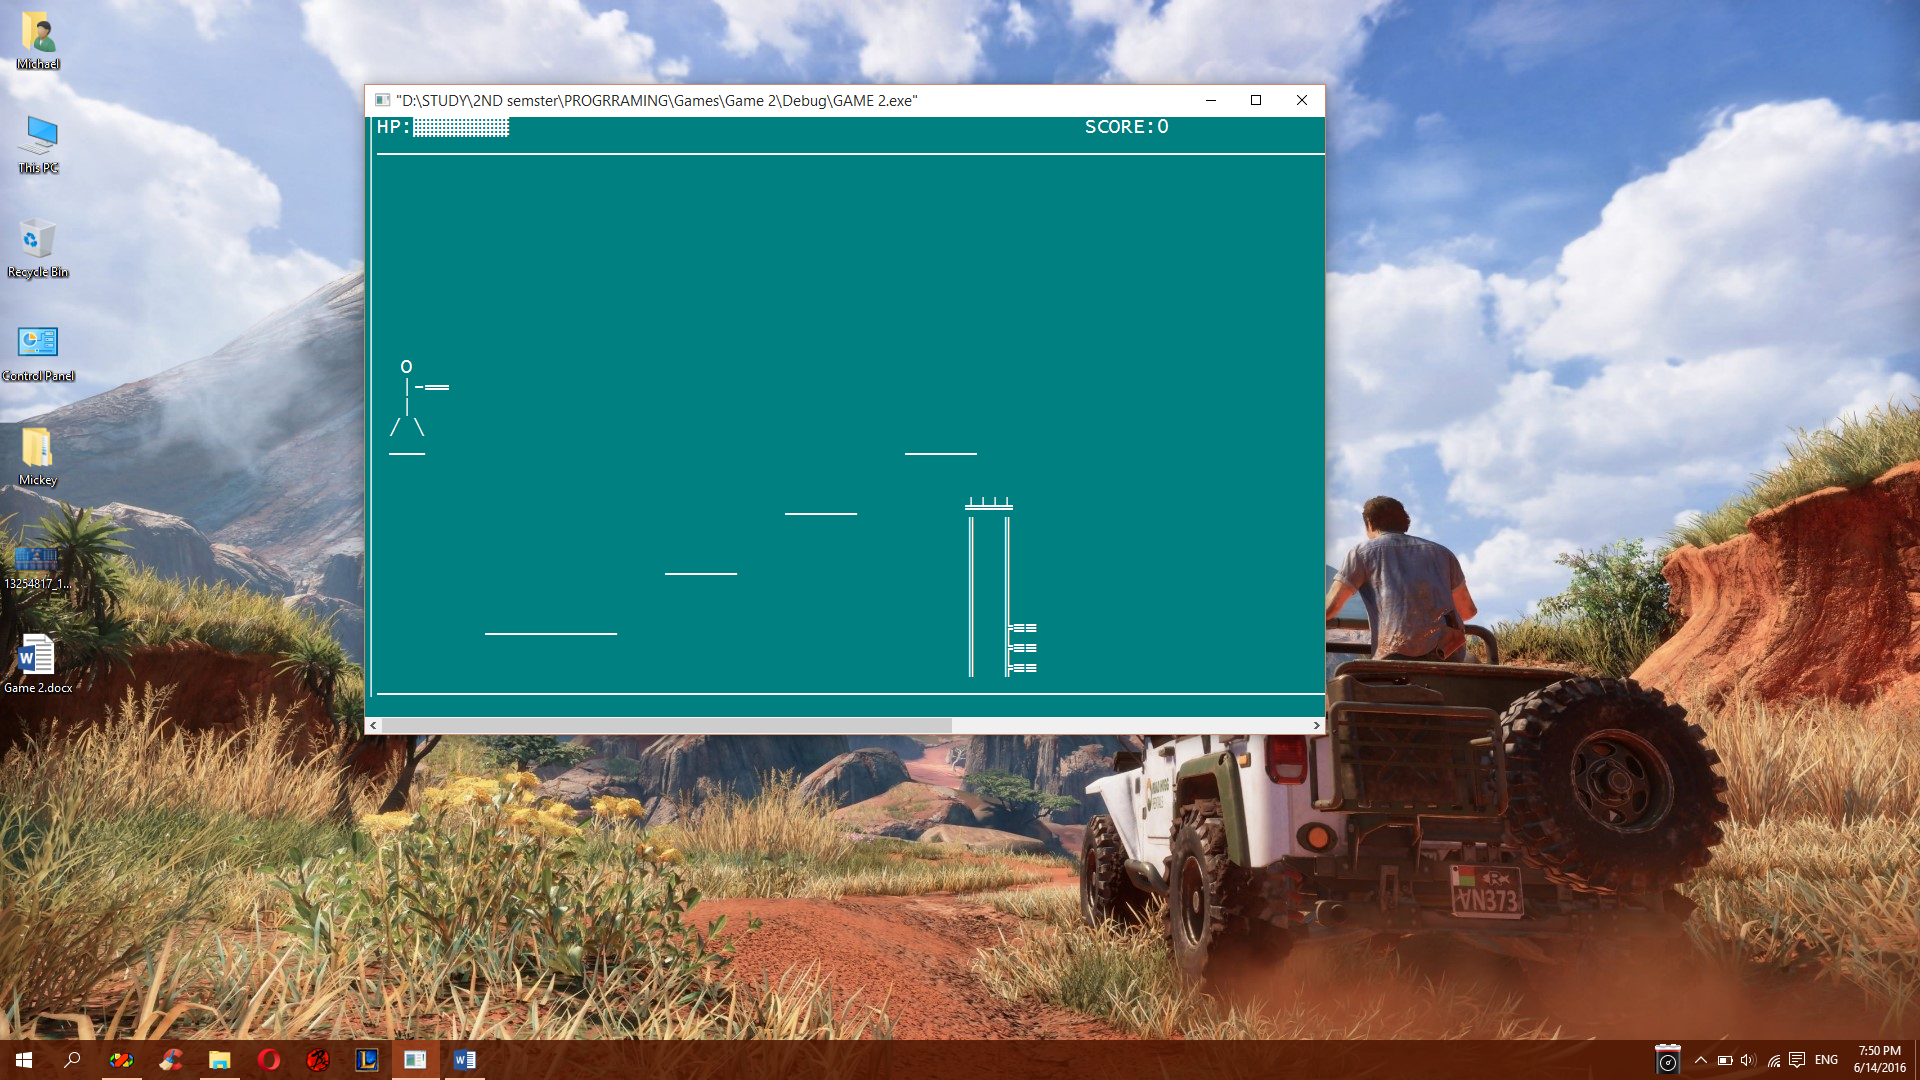 Michael
This PC
Recycle Bin
Control Panel
Mickey
13254817_1...
Game 2.docx
"D:\STUDY\2ND semster\PROGRRAMING\Games\Game 2\Debug\GAME 2.exe"
HP:
SCORE:0
ENG
7:50 PM
6/14/2016